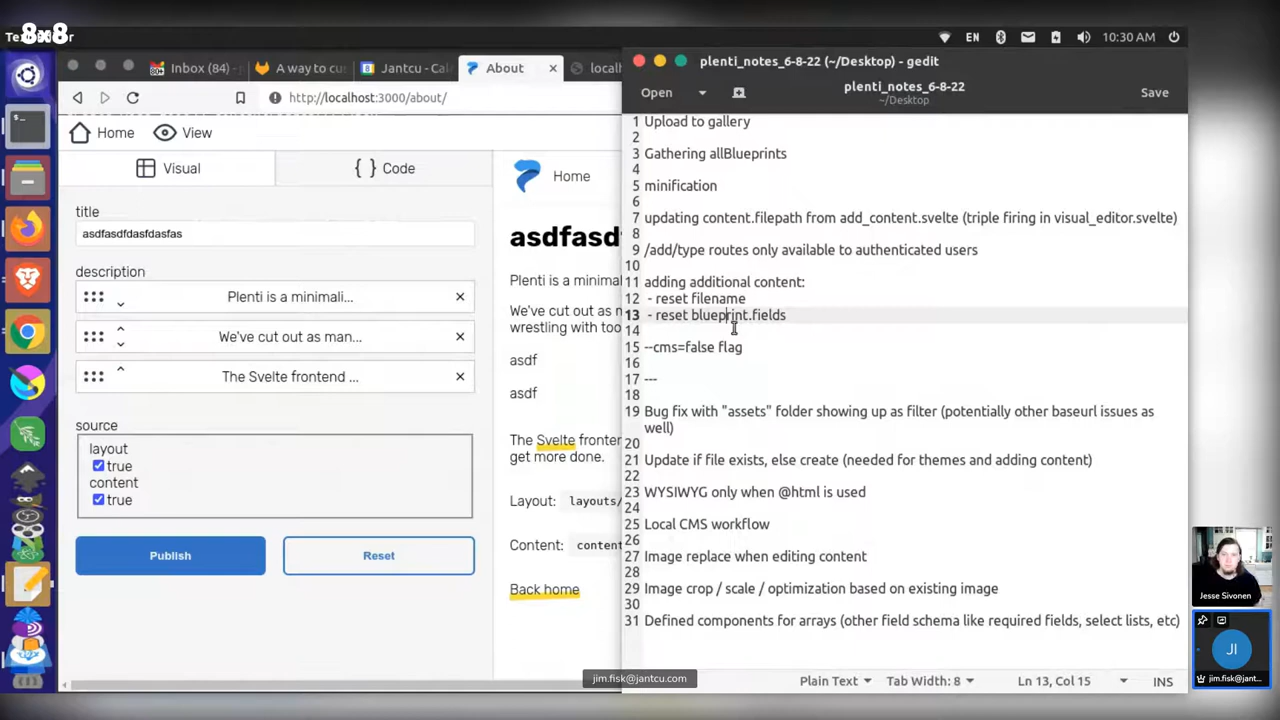 8x8
EN
10:30 AM
Inbox (84)
A way to cu
Jantcu - Cal
About
×
localh
http://localhost:3000/about/
Home
View
Visual
{ } Code
title
asdfasdfdasfdasfas
description
Plenti is a minimali...
We've cut out as man...
The Svelte frontend ...
source
layout
true
content
true
Publish
Reset
Home
asdfasdf
Plenti is a minimal
We've cut out as m
wrestling with too
asdf
asdf
The Svelte fronten
get more done.
Layout: layouts/
Content: content
Back home
plenti_notes_6-8-22 (~/Desktop) - gedit
Open
plenti_notes_6-8-22
~/Desktop
Save
1 Upload to gallery
2
3 Gathering allBlueprints
4
5 minification
6
7 updating content.filepath from add_content.svelte (triple firing in visual_editor.svelte)
8
9 /add/type routes only available to authenticated users
10
11 adding additional content:
12 - reset filename
13 - reset blueprint.fields
14
15 --cms=false flag
16
17 ---
18
19 Bug fix with "assets" folder showing up as filter (potentially other baseurl issues as
well)
20
21 Update if file exists, else create (needed for themes and adding content)
22
23 WYSIWYG only when @html is used
24
25 Local CMS workflow
26
27 Image replace when editing content
28
29 Image crop / scale / optimization based on existing image
30
31 Defined components for arrays (other field schema like required fields, select lists, etc)
Plain Text
Tab Width: 8
Ln 13, Col 15
INS
Jesse Sivonen
JI
jim.fisk@jant...
jim.fisk@jantcu.com